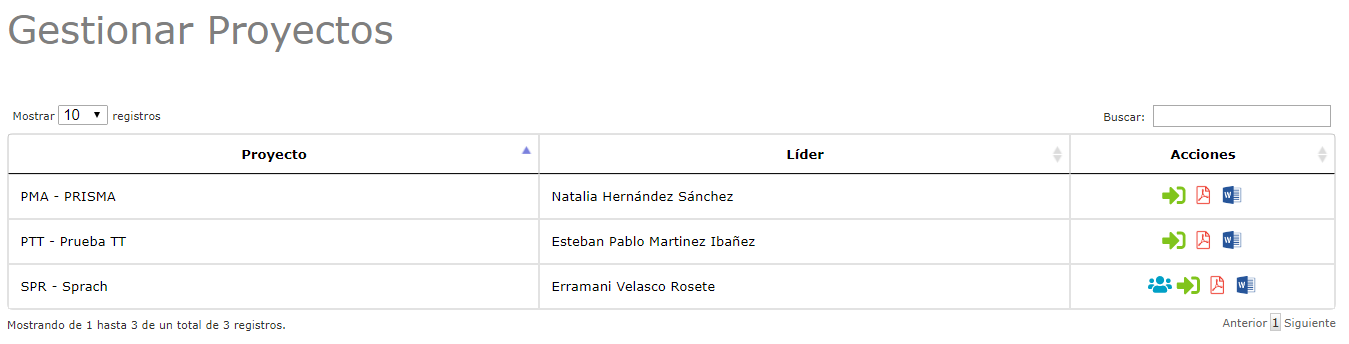 Gestionar Proyectos
Mostrar 10 registros Buscar:
Proyecto Líder Acciones
PMA - PRISMA Natalia Hernández Sánchez
PTT - Prueba TT Esteban Pablo Martinez Ibañez
SPR - Sprach Erramani Velasco Rosete
Mostrando de 1 hasta 3 de un total de 3 registros. Anterior 1 Siguiente